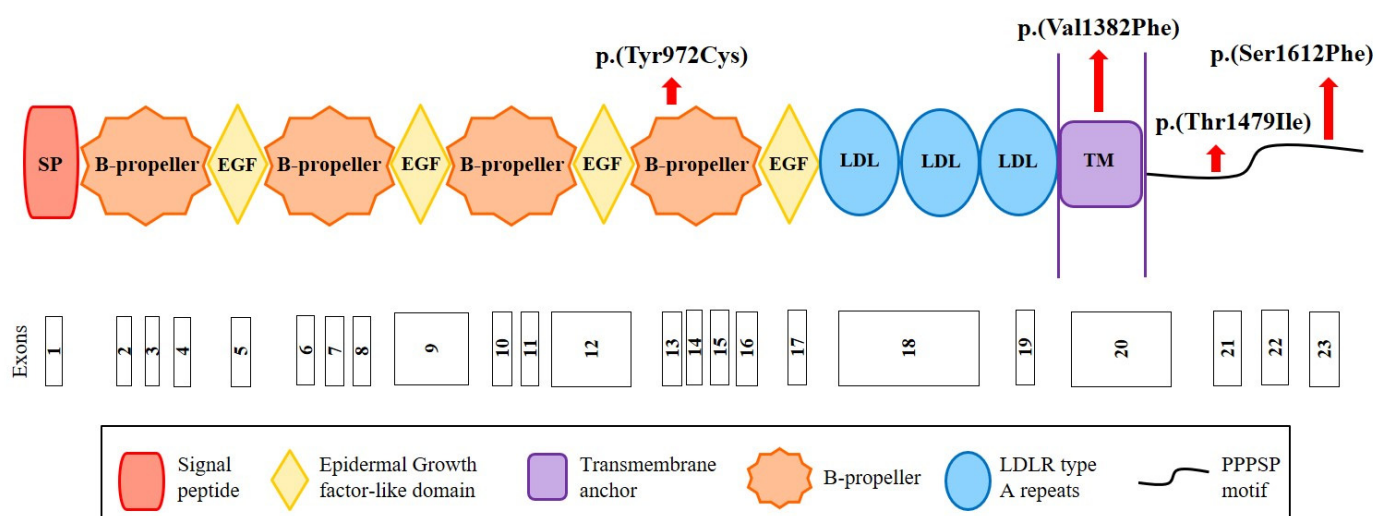 p.(Val1382Phe)
p.(Tyr972Cys)
p.(Ser1612Phe)
p.(Thr1479Ile)
SP B-propeller EGF B-propeller EGF B-propeller EGF B-propeller EGF LDL LDL LDL TM
Exons 1 2 3 4 5 6 7 8 9 10 11 12 13 14 15 16 17 18 19 20 21 22 23
Signal
peptide
Epidermal Growth
factor-like domain
Transmembrane
anchor
B-propeller
LDLR type
A repeats
PPPSP
motif